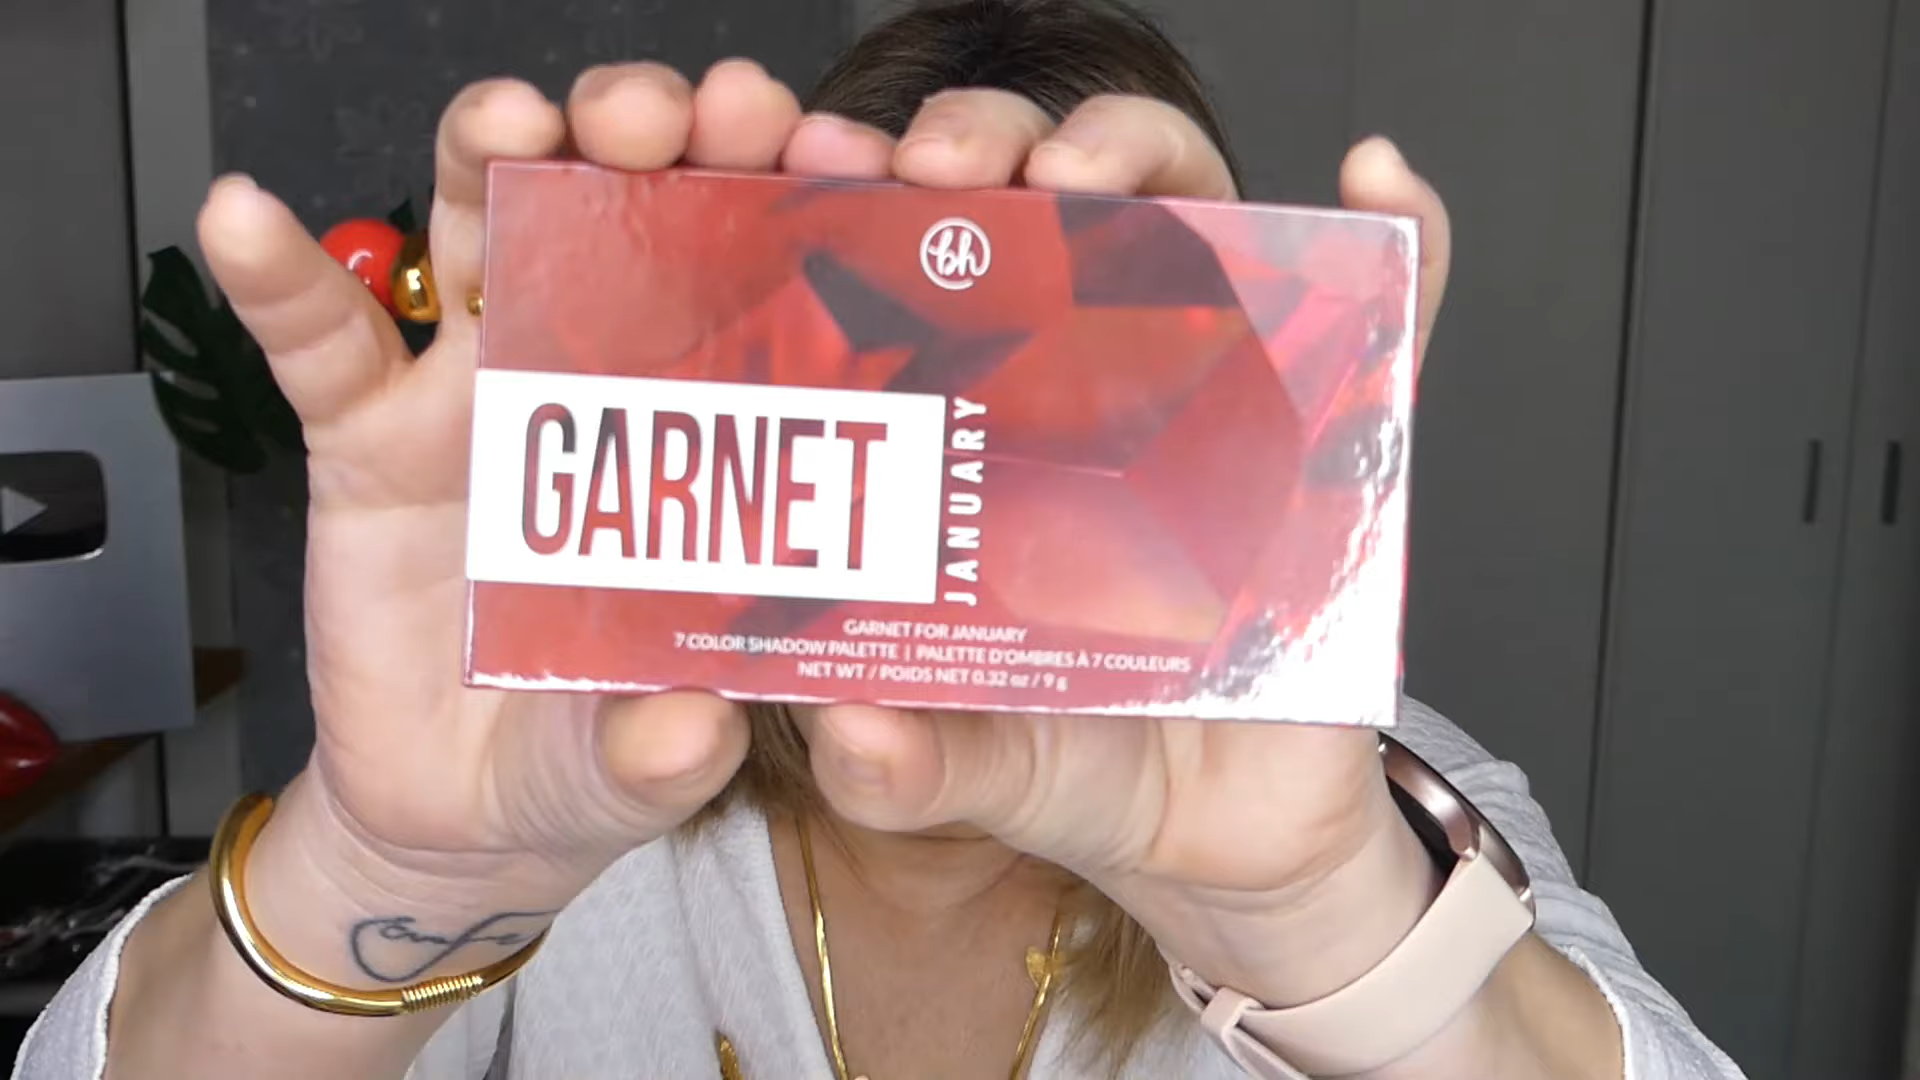 bh
GARNET
JANUARY
GARNET FOR JANUARY
7 COLOR SHADOW PALETTE | PALETTE D'OMBRES À 7 COULEURS
NET WT / POIDS NET 0.32 oz / 9 g